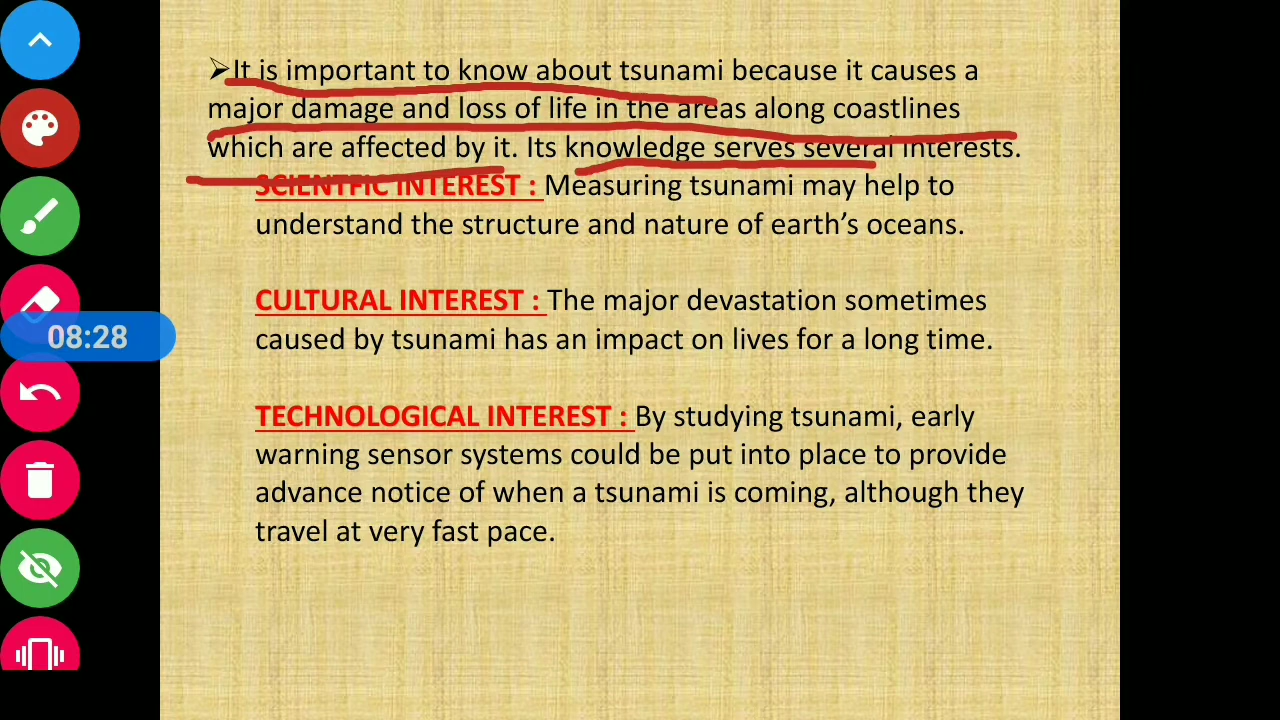 ➢It is important to know about tsunami because it causes a
major damage and loss of life in the areas along coastlines
which are affected by it. Its knowledge serves several interests.
SCIENTFIC INTEREST : Measuring tsunami may help to
understand the structure and nature of earth’s oceans.
CULTURAL INTEREST : The major devastation sometimes
caused by tsunami has an impact on lives for a long time.
TECHNOLOGICAL INTEREST : By studying tsunami, early
warning sensor systems could be put into place to provide
advance notice of when a tsunami is coming, although they
travel at very fast pace.
08:28